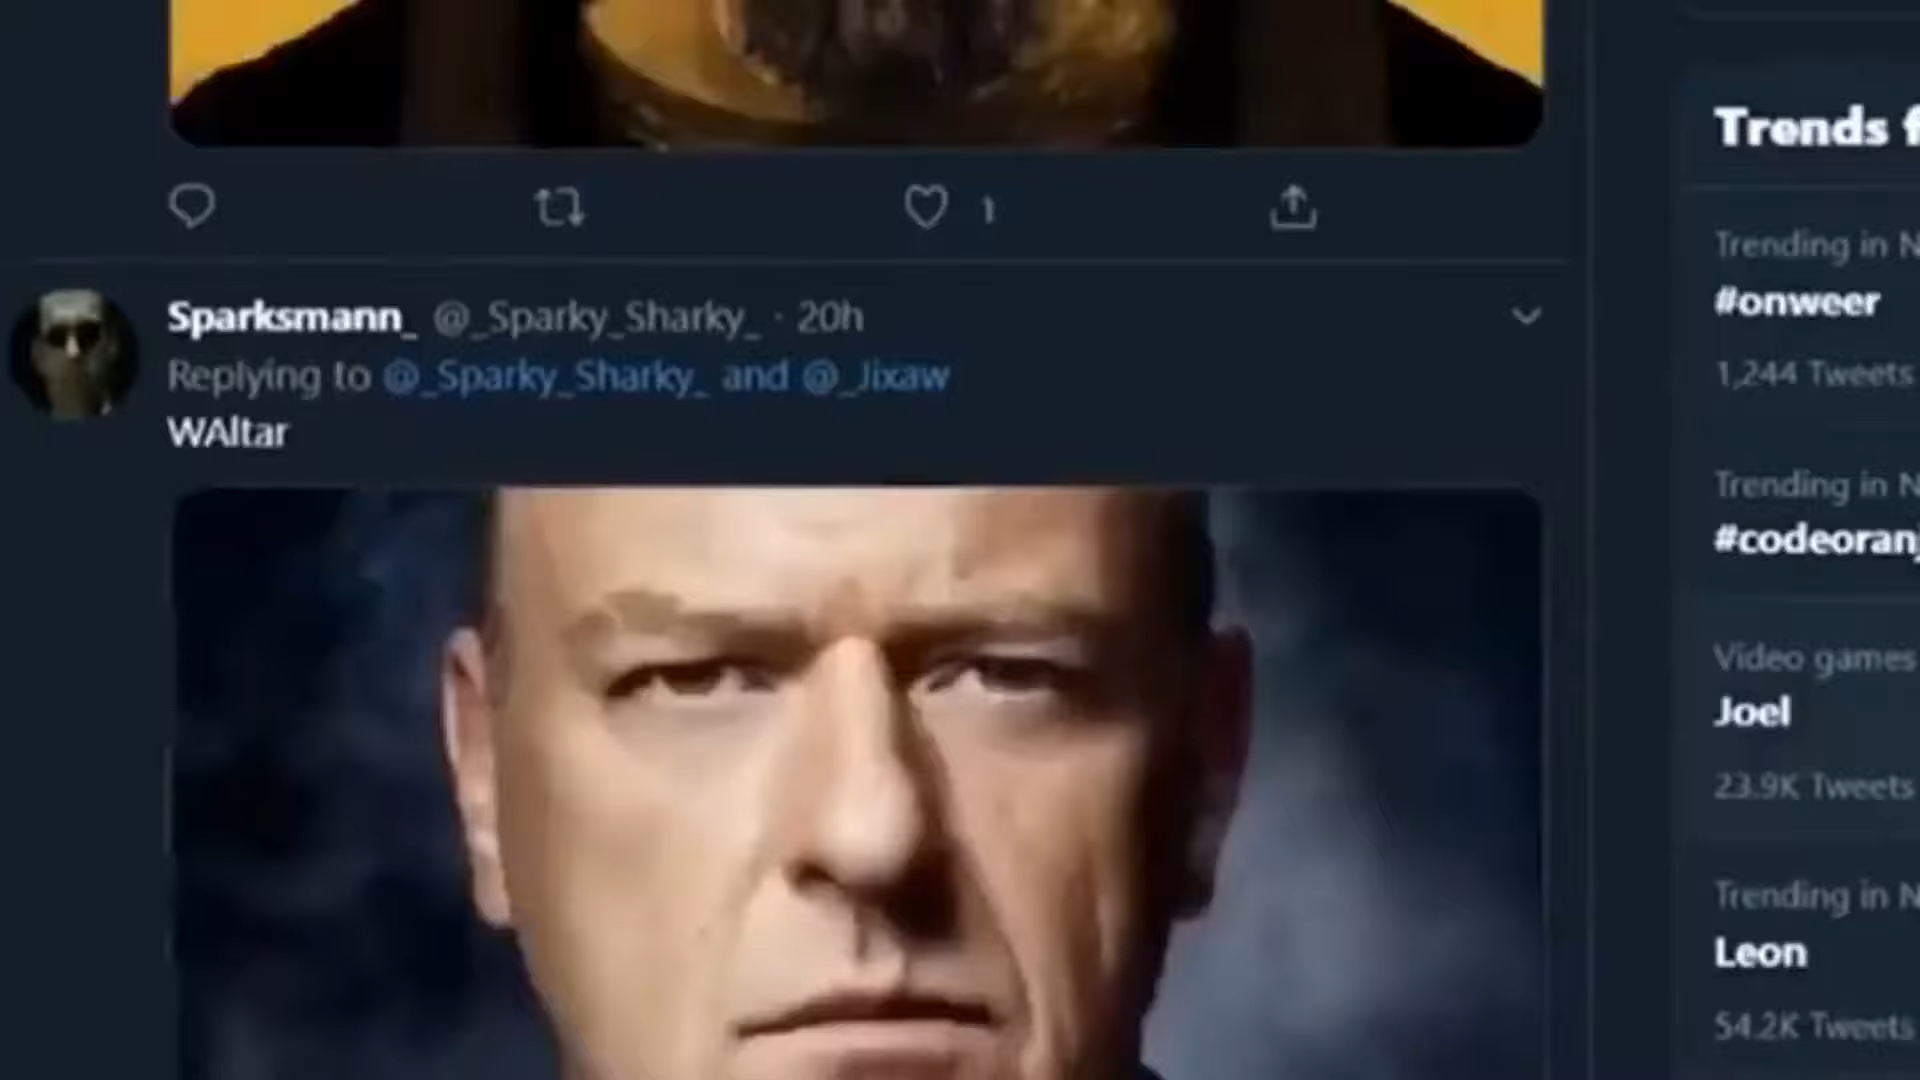 1
Sparksmann_ @_Sparky_Sharky_ · 20h
Replying to @_Sparky_Sharky_ and @_Jixaw
WAltar
Trends f
Trending in N
#onweer
1,244 Tweets
Trending in N
#codeoranj
Video games
Joel
23.9K Tweets
Trending in N
Leon
54.2K Tweets